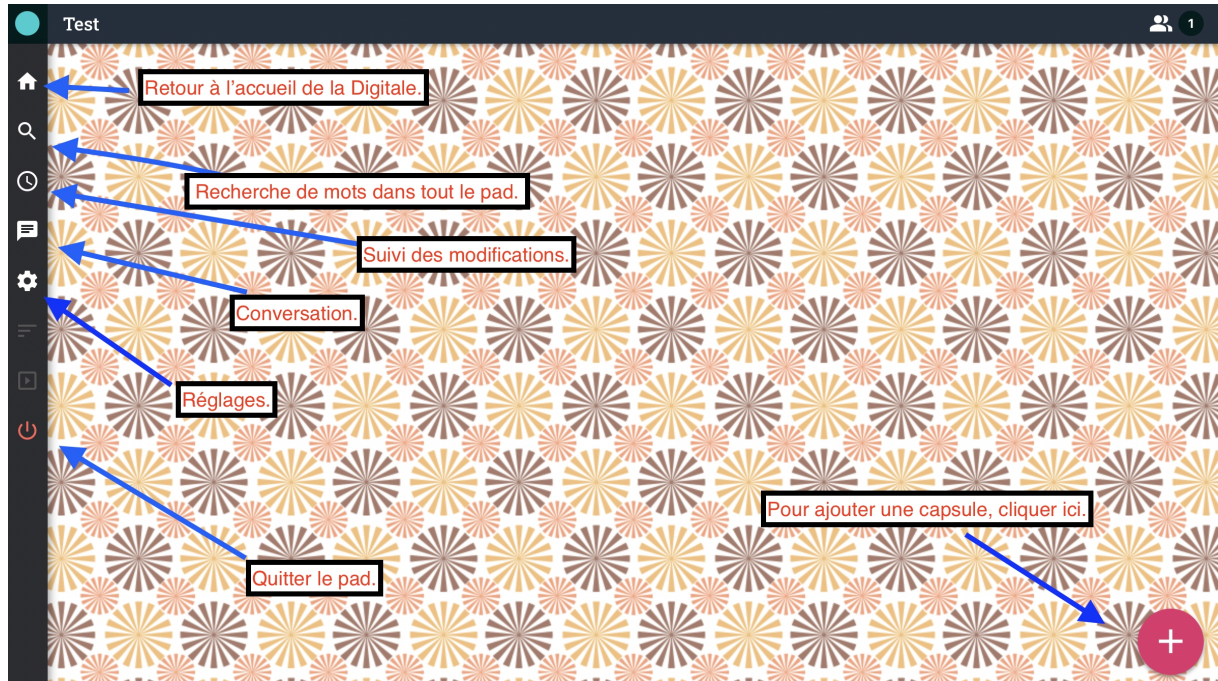 Test
1
Retour à l'accueil de la Digitale.
Recherche de mots dans tout le pad.
Suivi des modifications.
Conversation.
Réglages.
Pour ajouter une capsule, cliquer ici.
Quitter le pad.